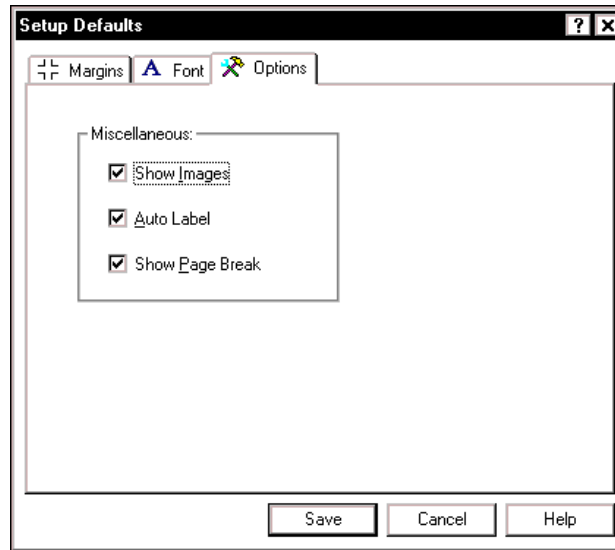 Setup Defaults
Margins Font Options
Miscellaneous:
Show Images
Auto Label
Show Page Break
Save Cancel Help